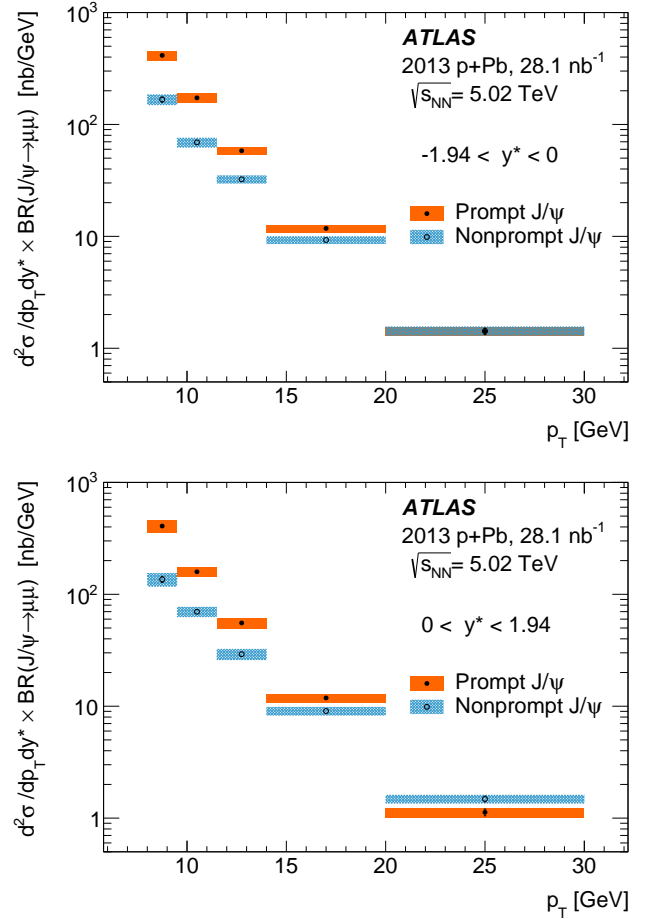 10³
ATLAS
2013 p+Pb, 28.1 nb⁻¹
√s_NN = 5.02 TeV
10²
-1.94 < y* < 0
Prompt J/ψ
10
Nonprompt J/ψ
1
10 15 20 25 30
p_T [GeV]
d²σ/dp_T dy* × BR(J/ψ→μμ) [nb/GeV]
10³
ATLAS
2013 p+Pb, 28.1 nb⁻¹
√s_NN = 5.02 TeV
10²
0 < y* < 1.94
Prompt J/ψ
10
Nonprompt J/ψ
1
10 15 20 25 30
p_T [GeV]
d²σ/dp_T dy* × BR(J/ψ→μμ) [nb/GeV]